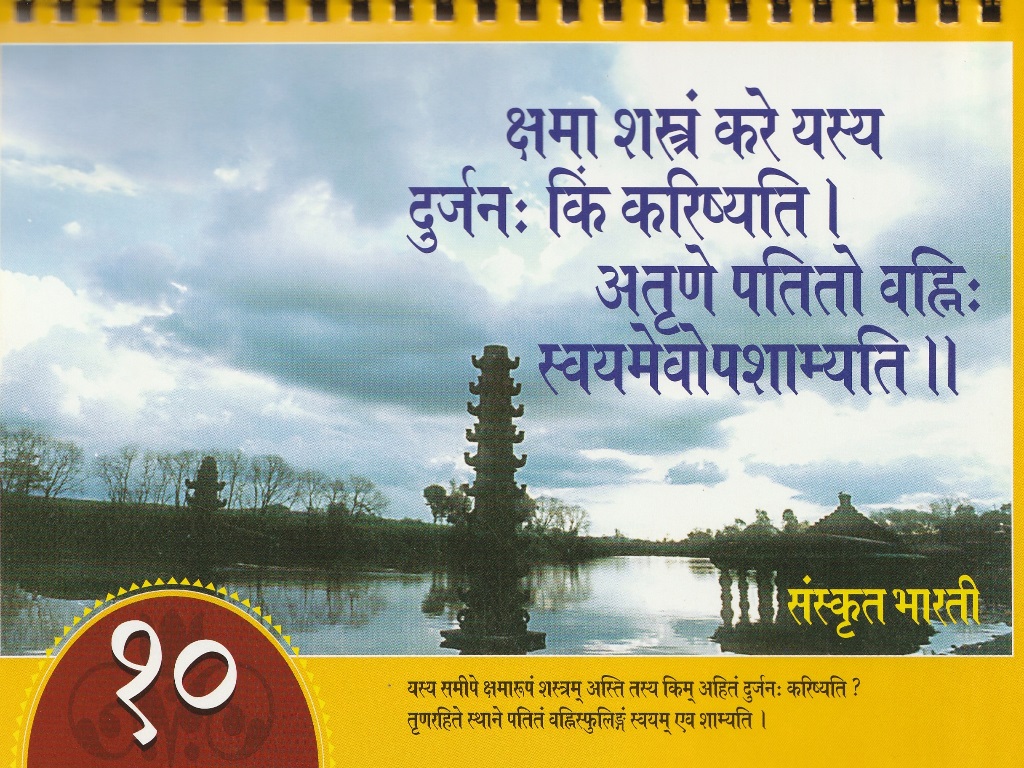 क्षमा शस्त्रं करे यस्य
दुर्जनः किं करिष्यति ।
अतृणे पतितो वह्निः
स्वयमेवोपशाम्यति ।।
संस्कृत भारती
१०
यस्य समीपे क्षमारूपं शस्त्रम् अस्ति तस्य किम् अहितं दुर्जनः करिष्यति ?
तृणरहिते स्थाने पतितं वह्निस्फुलिङ्गं स्वयम् एव शाम्यति ।